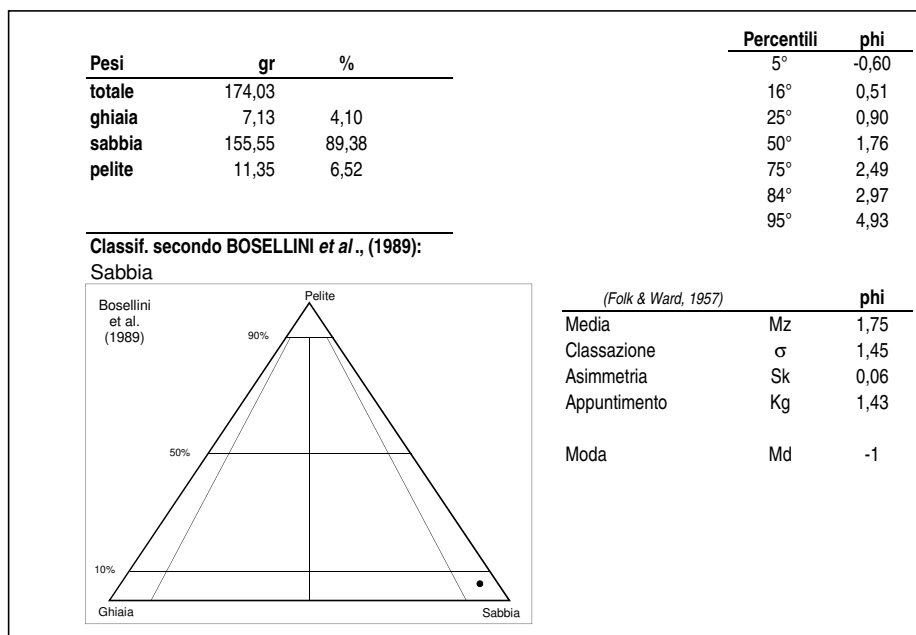 Pesi gr %
totale 174,03
ghiaia 7,13 4,10
sabbia 155,55 89,38
pelite 11,35 6,52
Percentili phi
5° -0,60
16° 0,51
25° 0,90
50° 1,76
75° 2,49
84° 2,97
95° 4,93
Classif. secondo BOSELLINI et al., (1989):
Sabbia
Bosellini
et al.
(1989)
Pelite
90%
50%
10%
Ghiaia
Sabbia
(Folk & Ward, 1957) phi
Media Mz 1,75
Classazione σ 1,45
Asimmetria Sk 0,06
Appuntimento Kg 1,43
Moda Md -1